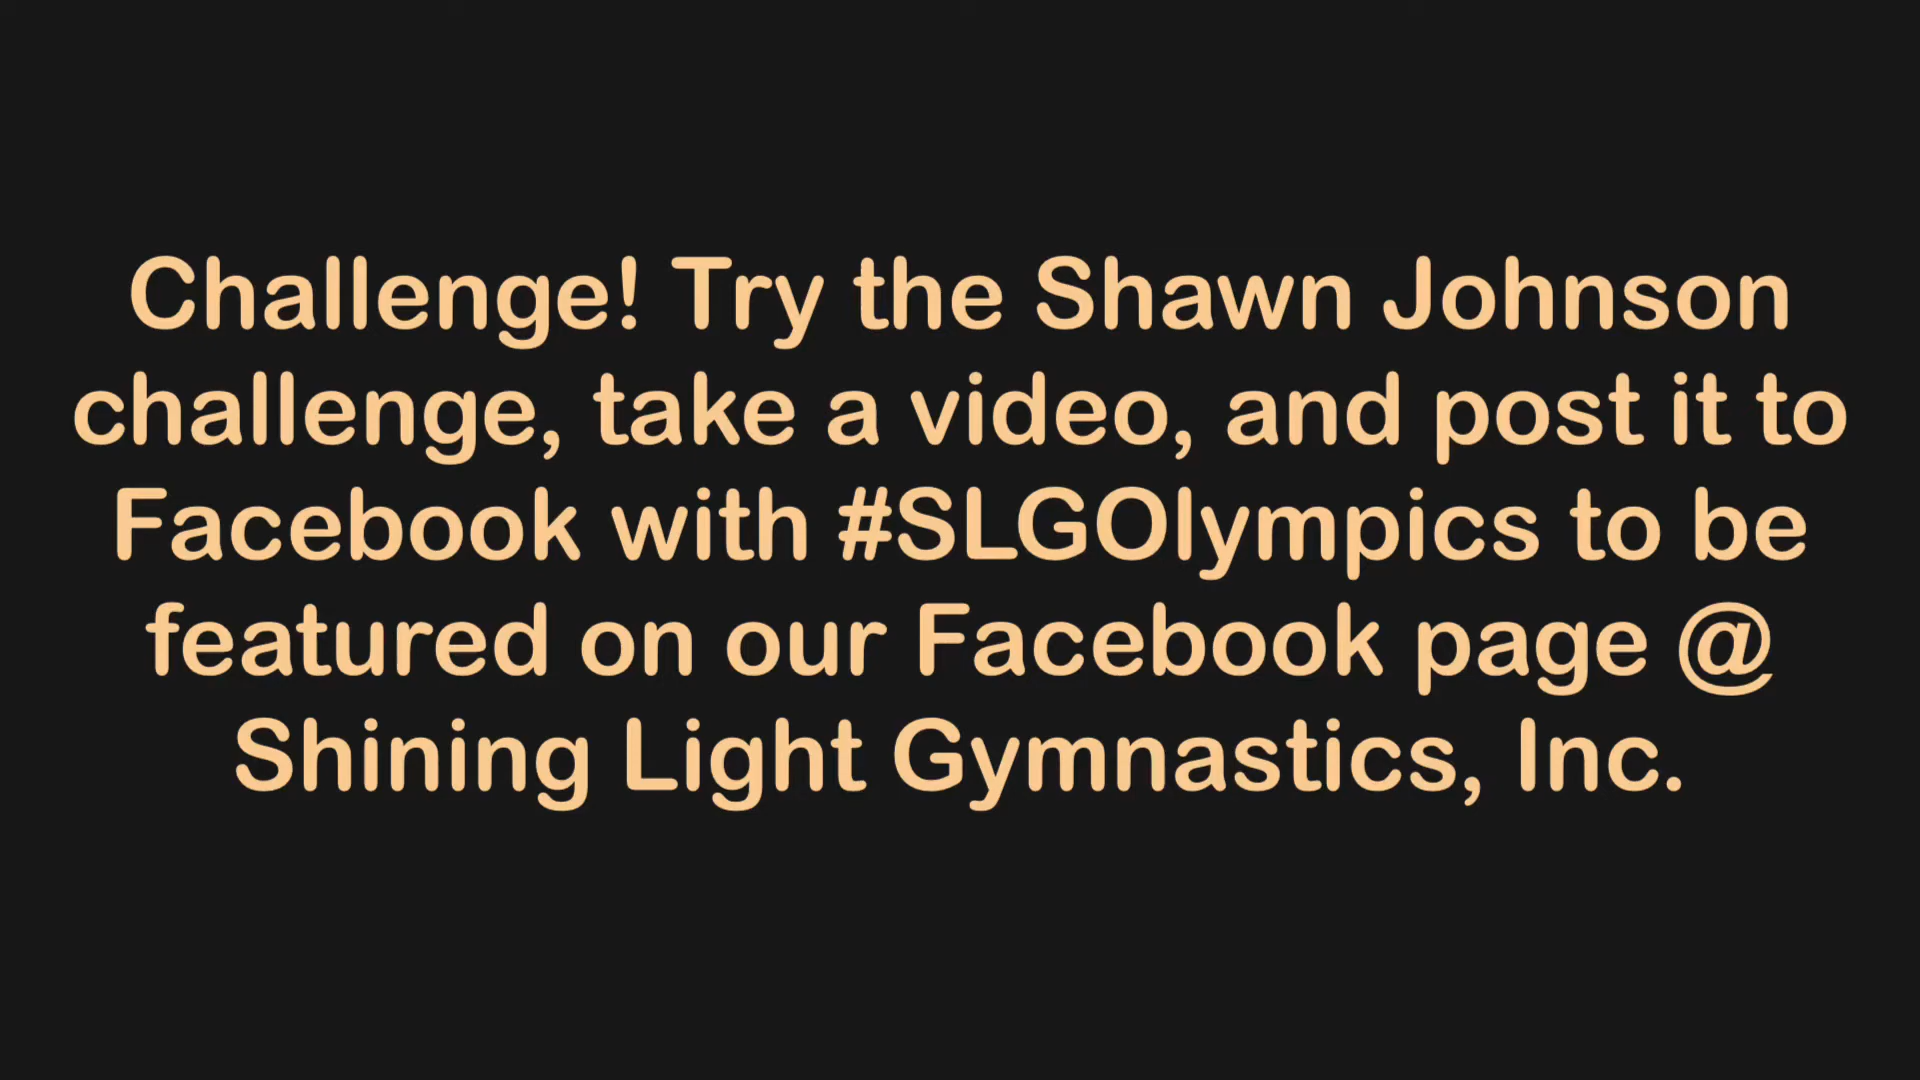 Challenge! Try the Shawn Johnson
challenge, take a video, and post it to
Facebook with #SLGOlympics to be
featured on our Facebook page @
Shining Light Gymnastics, Inc.